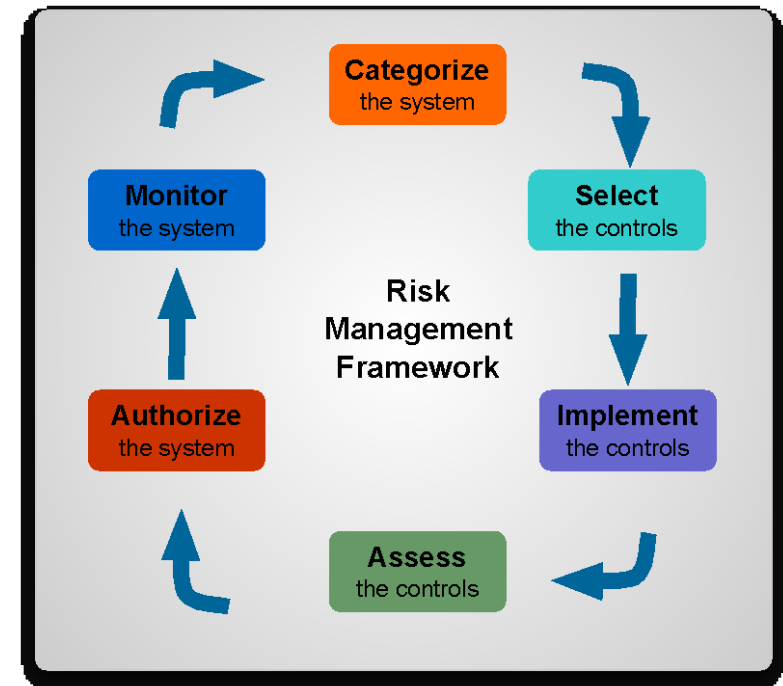 Categorize
the system
Select
the controls
Implement
the controls
Assess
the controls
Authorize
the system
Monitor
the system
Risk
Management
Framework